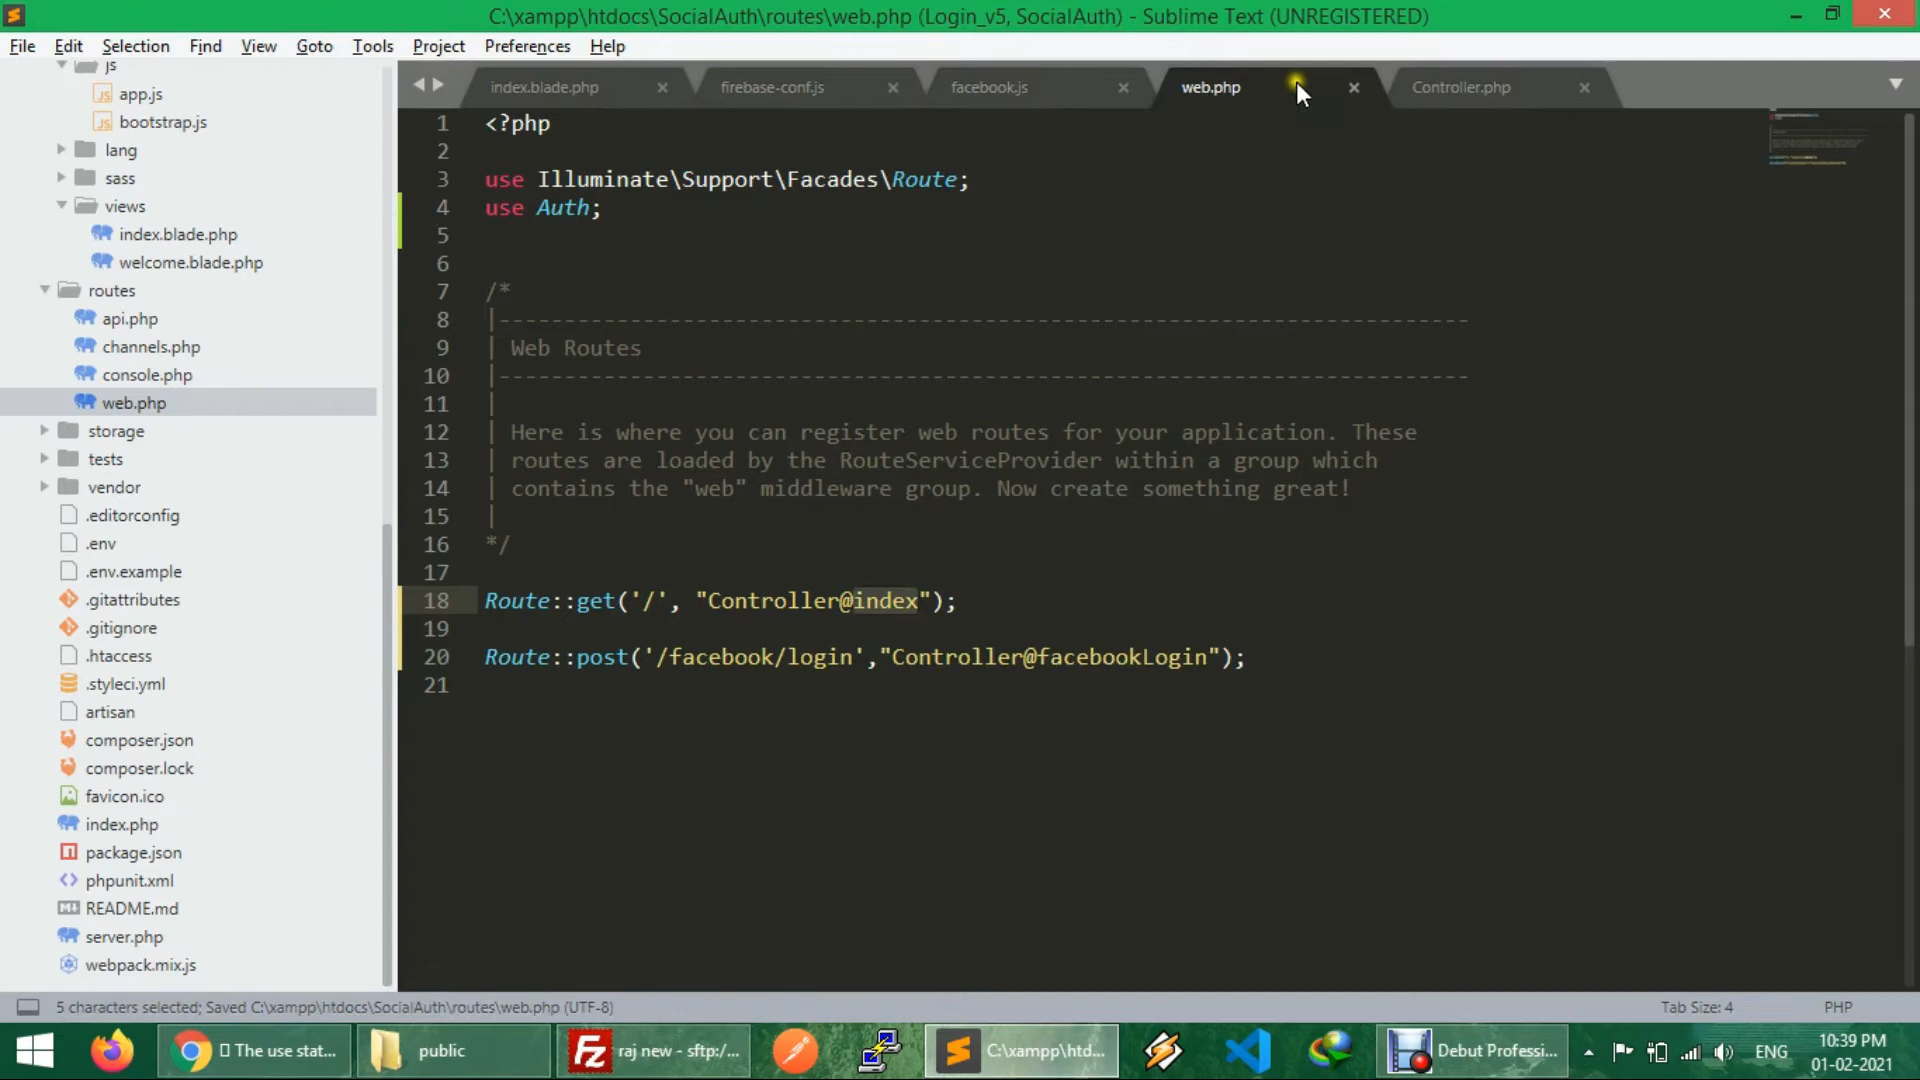 C:\xampp\htdocs\SocialAuth\routes\web.php (Login_v5, SocialAuth) - Sublime Text (UNREGISTERED)
File Edit Selection Find View Goto Tools Project Preferences Help
index.blade.php firebase-conf.js facebook.js web.php Controller.php
js
app.js
bootstrap.js
lang
sass
views
index.blade.php
welcome.blade.php
routes
api.php
channels.php
console.php
web.php
storage
tests
vendor
.editorconfig
.env
.env.example
.gitattributes
.gitignore
.htaccess
.styleci.yml
artisan
composer.json
composer.lock
favicon.ico
index.php
package.json
phpunit.xml
README.md
server.php
webpack.mix.js
1 <?php
2
3 use Illuminate\Support\Facades\Route;
4 use Auth;
5
6
7 /*
8 |--------------------------------------------------------------------------
9 | Web Routes
10 |--------------------------------------------------------------------------
11 |
12 | Here is where you can register web routes for your application. These
13 | routes are loaded by the RouteServiceProvider within a group which
14 | contains the "web" middleware group. Now create something great!
15 |
16 */
17
18 Route::get('/', "Controller@index");
19
20 Route::post('/facebook/login',"Controller@facebookLogin");
21
5 characters selected; Saved C:\xampp\htdocs\SocialAuth\routes\web.php (UTF-8) Tab Size: 4 PHP
The use stat... public raj new - sftp:/... C:\xampp\htd... Debut Professi... ENG 10:39 PM
01-02-2021